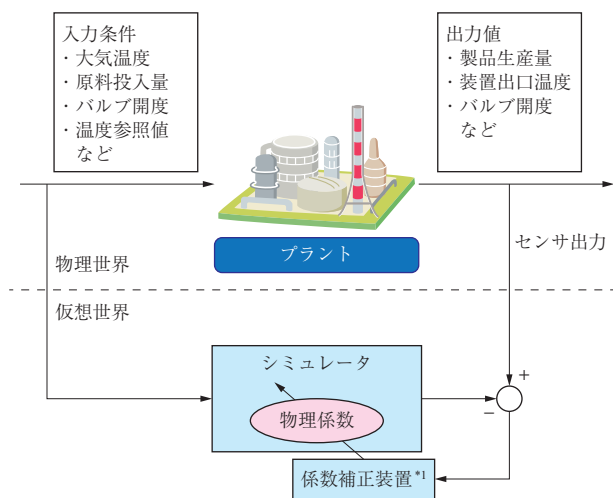 入力条件
・大気温度
・原料投入量
・バルブ開度
・温度参照値
など
出力値
・製品生産量
・装置出口温度
・バルブ開度
など
プラント
センサ出力
物理世界
仮想世界
シミュレータ
物理係数
+
−
係数補正装置*1